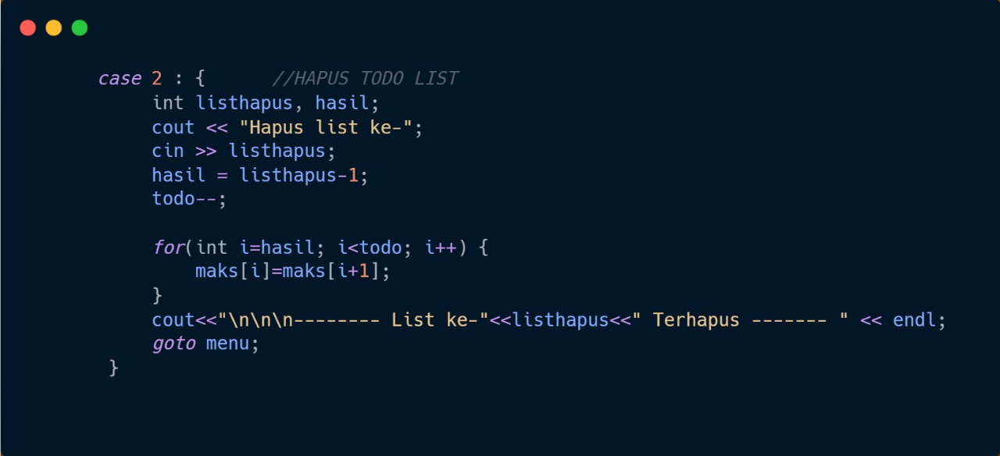 case 2 : {      //HAPUS TODO LIST
     int listhapus, hasil;
     cout << "Hapus list ke-";
     cin >> listhapus;
     hasil = listhapus-1;
     todo--;

     for(int i=hasil; i<todo; i++) {
         maks[i]=maks[i+1];
     }
     cout<<"\n\n\n-------- List ke-"<<listhapus<<" Terhapus ------- " << endl;
     goto menu;
 }